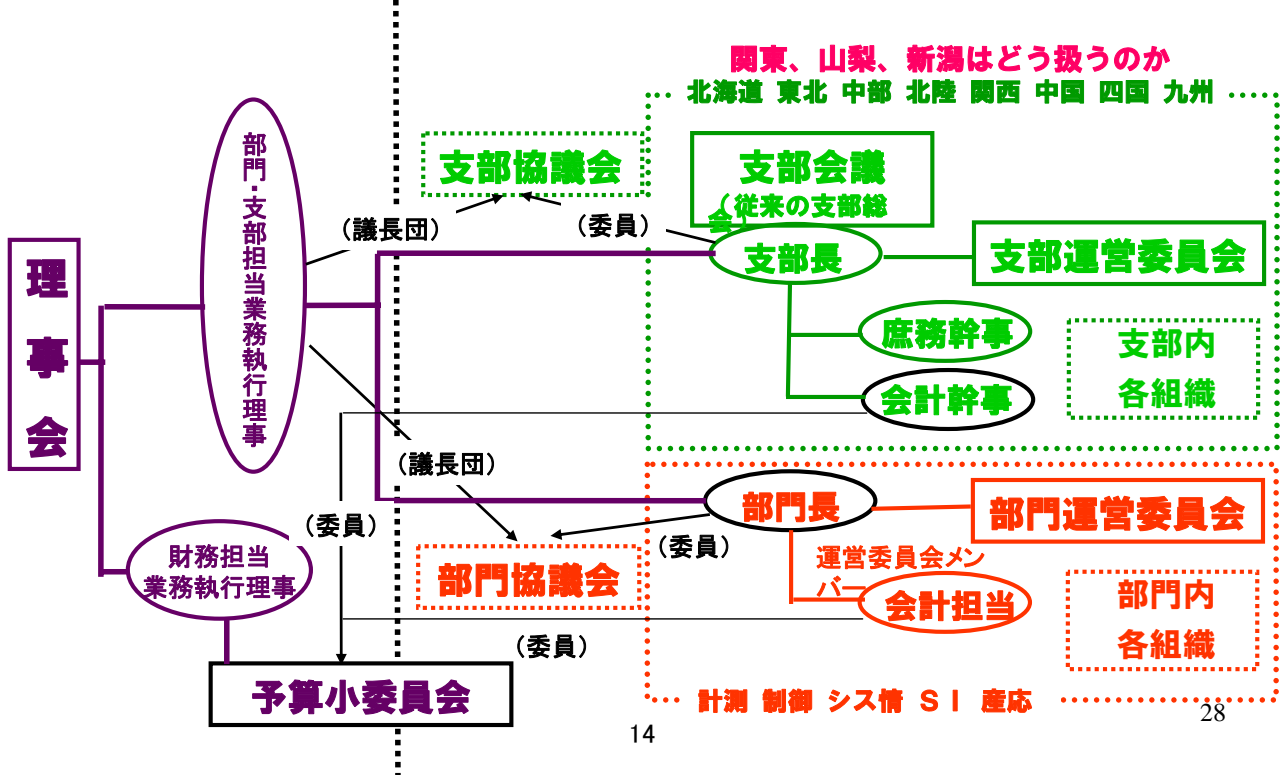 関東、山梨、新潟はどう扱うのか
北海道 東北 中部 北陸 関西 中国 四国 九州
部門・支部担当業務執行理事
支部協議会
支部会議
（従来の支部総
会）
（議長団）
（委員）
支部長
支部運営委員会
理事会
庶務幹事
支部内
各組織
会計幹事
（議長団）
部門長
部門運営委員会
（委員）
（委員）
財務担当
業務執行理事
部門協議会
運営委員会メン
バー
会計担当
部門内
各組織
（委員）
予算小委員会
計測 制御 シス情 ＳＩ 産応
28
14